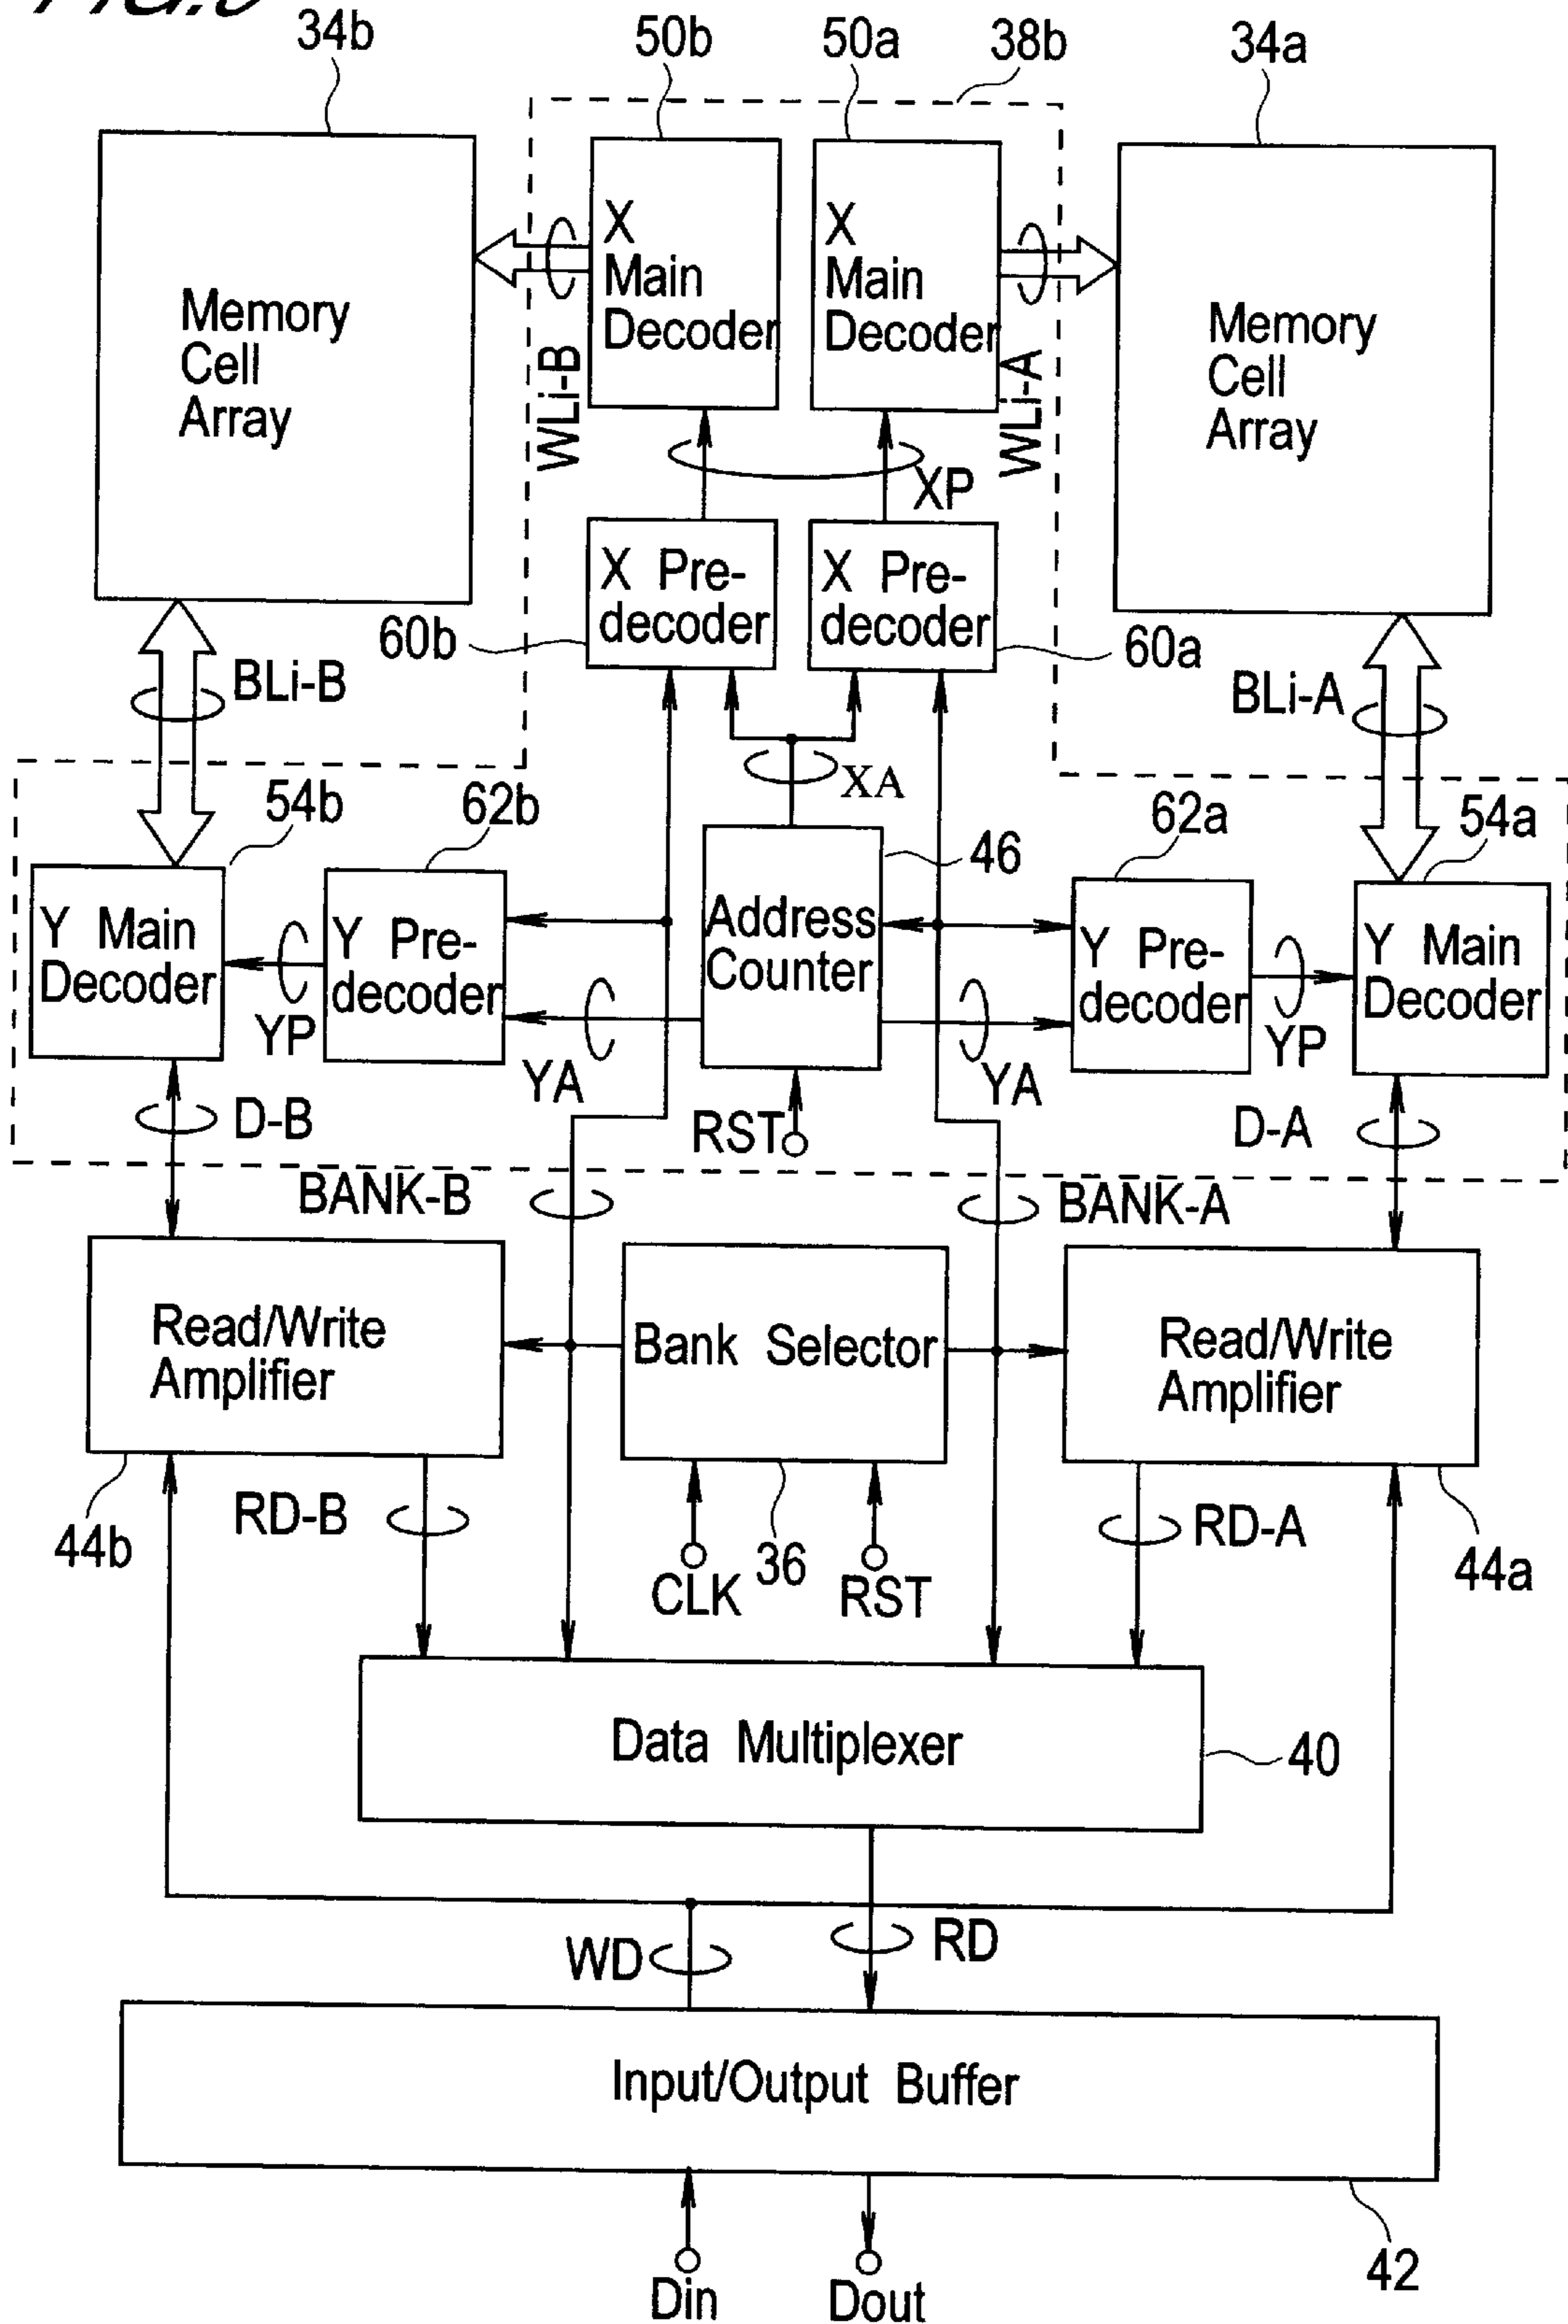 34b
50b
50a
38b
34a
Memory
Cell
Array
X
Main
Decoder
X
Main
Decoder
Memory
Cell
Array
WLi-B
WLi-A
XP
X Pre-
decoder
X Pre-
decoder
60b
60a
BLi-B
BLi-A
XA
54b
62b
46
62a
54a
Y Main
Decoder
Y Pre-
decoder
Address
Counter
Y Pre-
decoder
Y Main
Decoder
YP
YA
YA
YP
D-B
RST
D-A
BANK-B
BANK-A
Read/Write
Amplifier
Bank Selector
Read/Write
Amplifier
44b
RD-B
CLK
36
RST
RD-A
44a
Data Multiplexer
40
WD
RD
Input/Output Buffer
Din
Dout
42